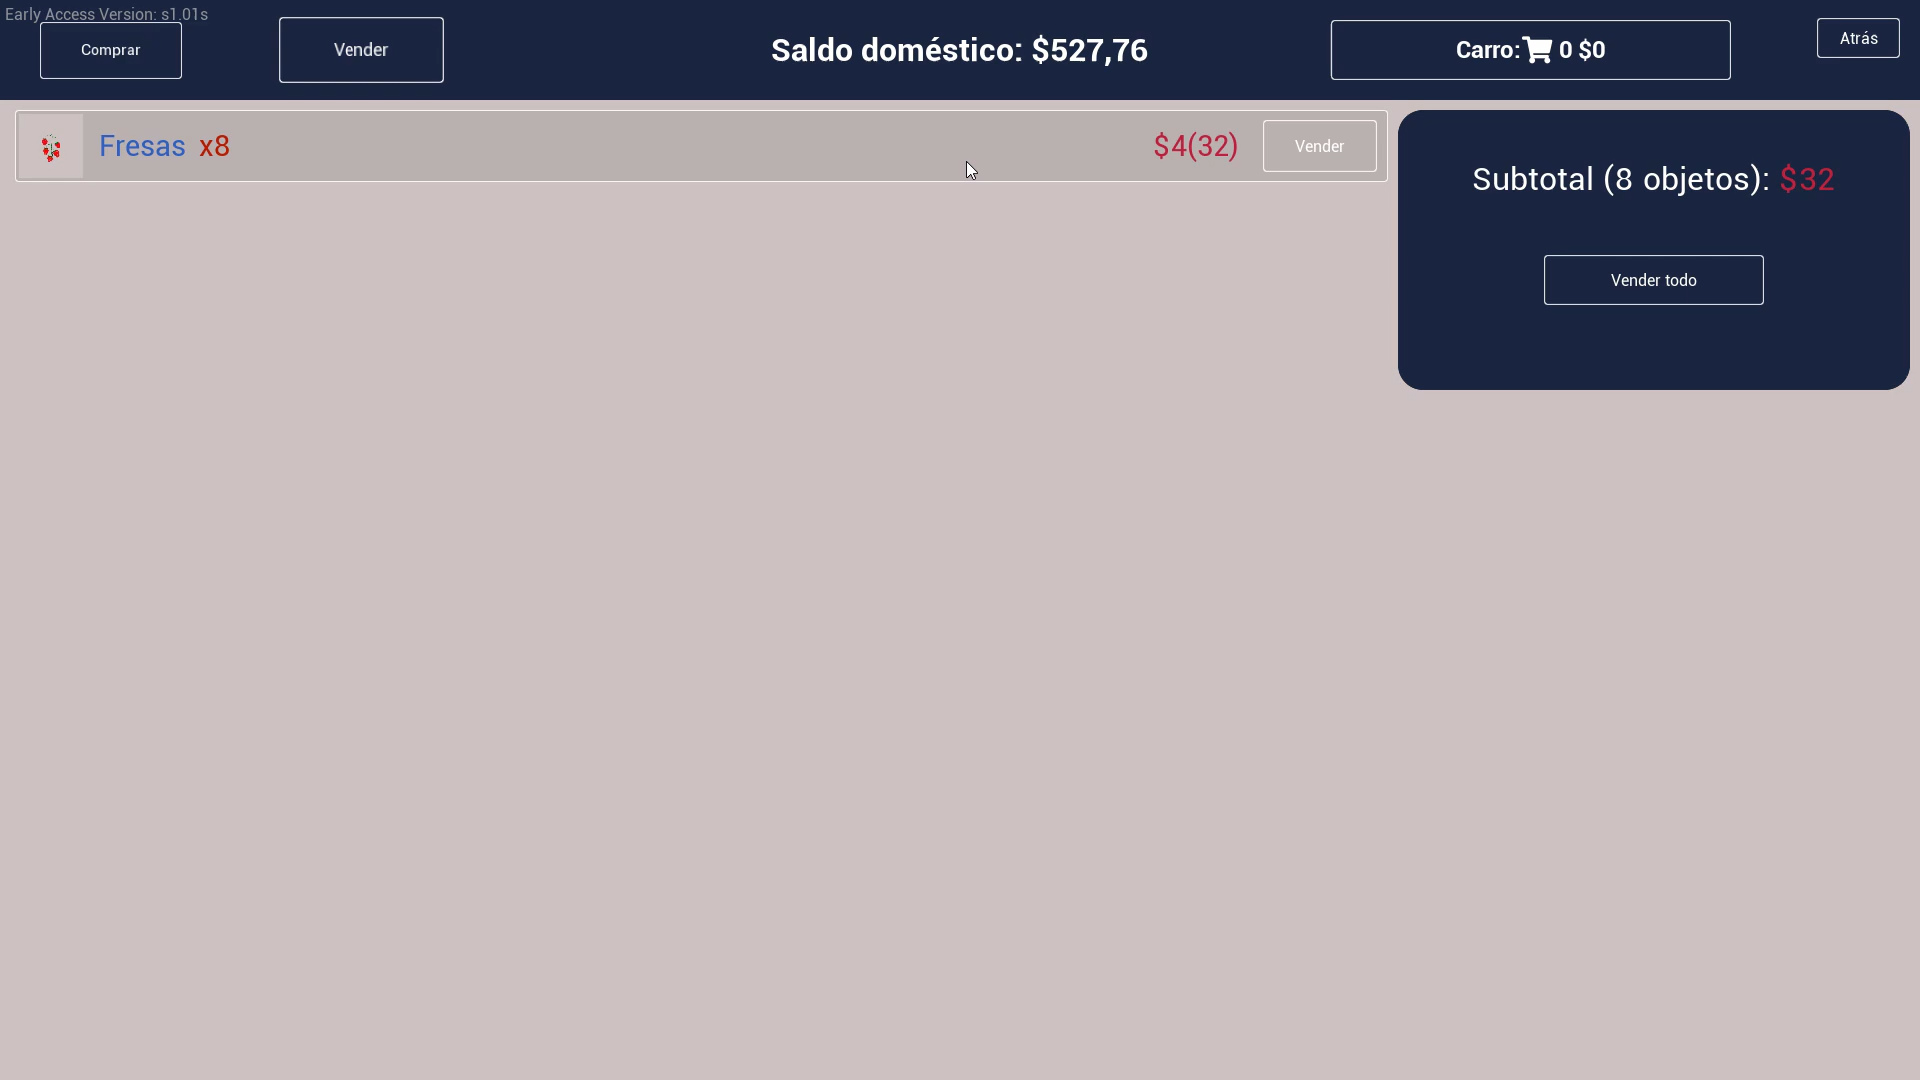 Early Access Version: s1.01s
Comprar
Vender
Saldo doméstico: $527,76
Carro: 0 $0
Atrás
Fresas x8
$4(32)
Vender
Subtotal (8 objetos): $32
Vender todo